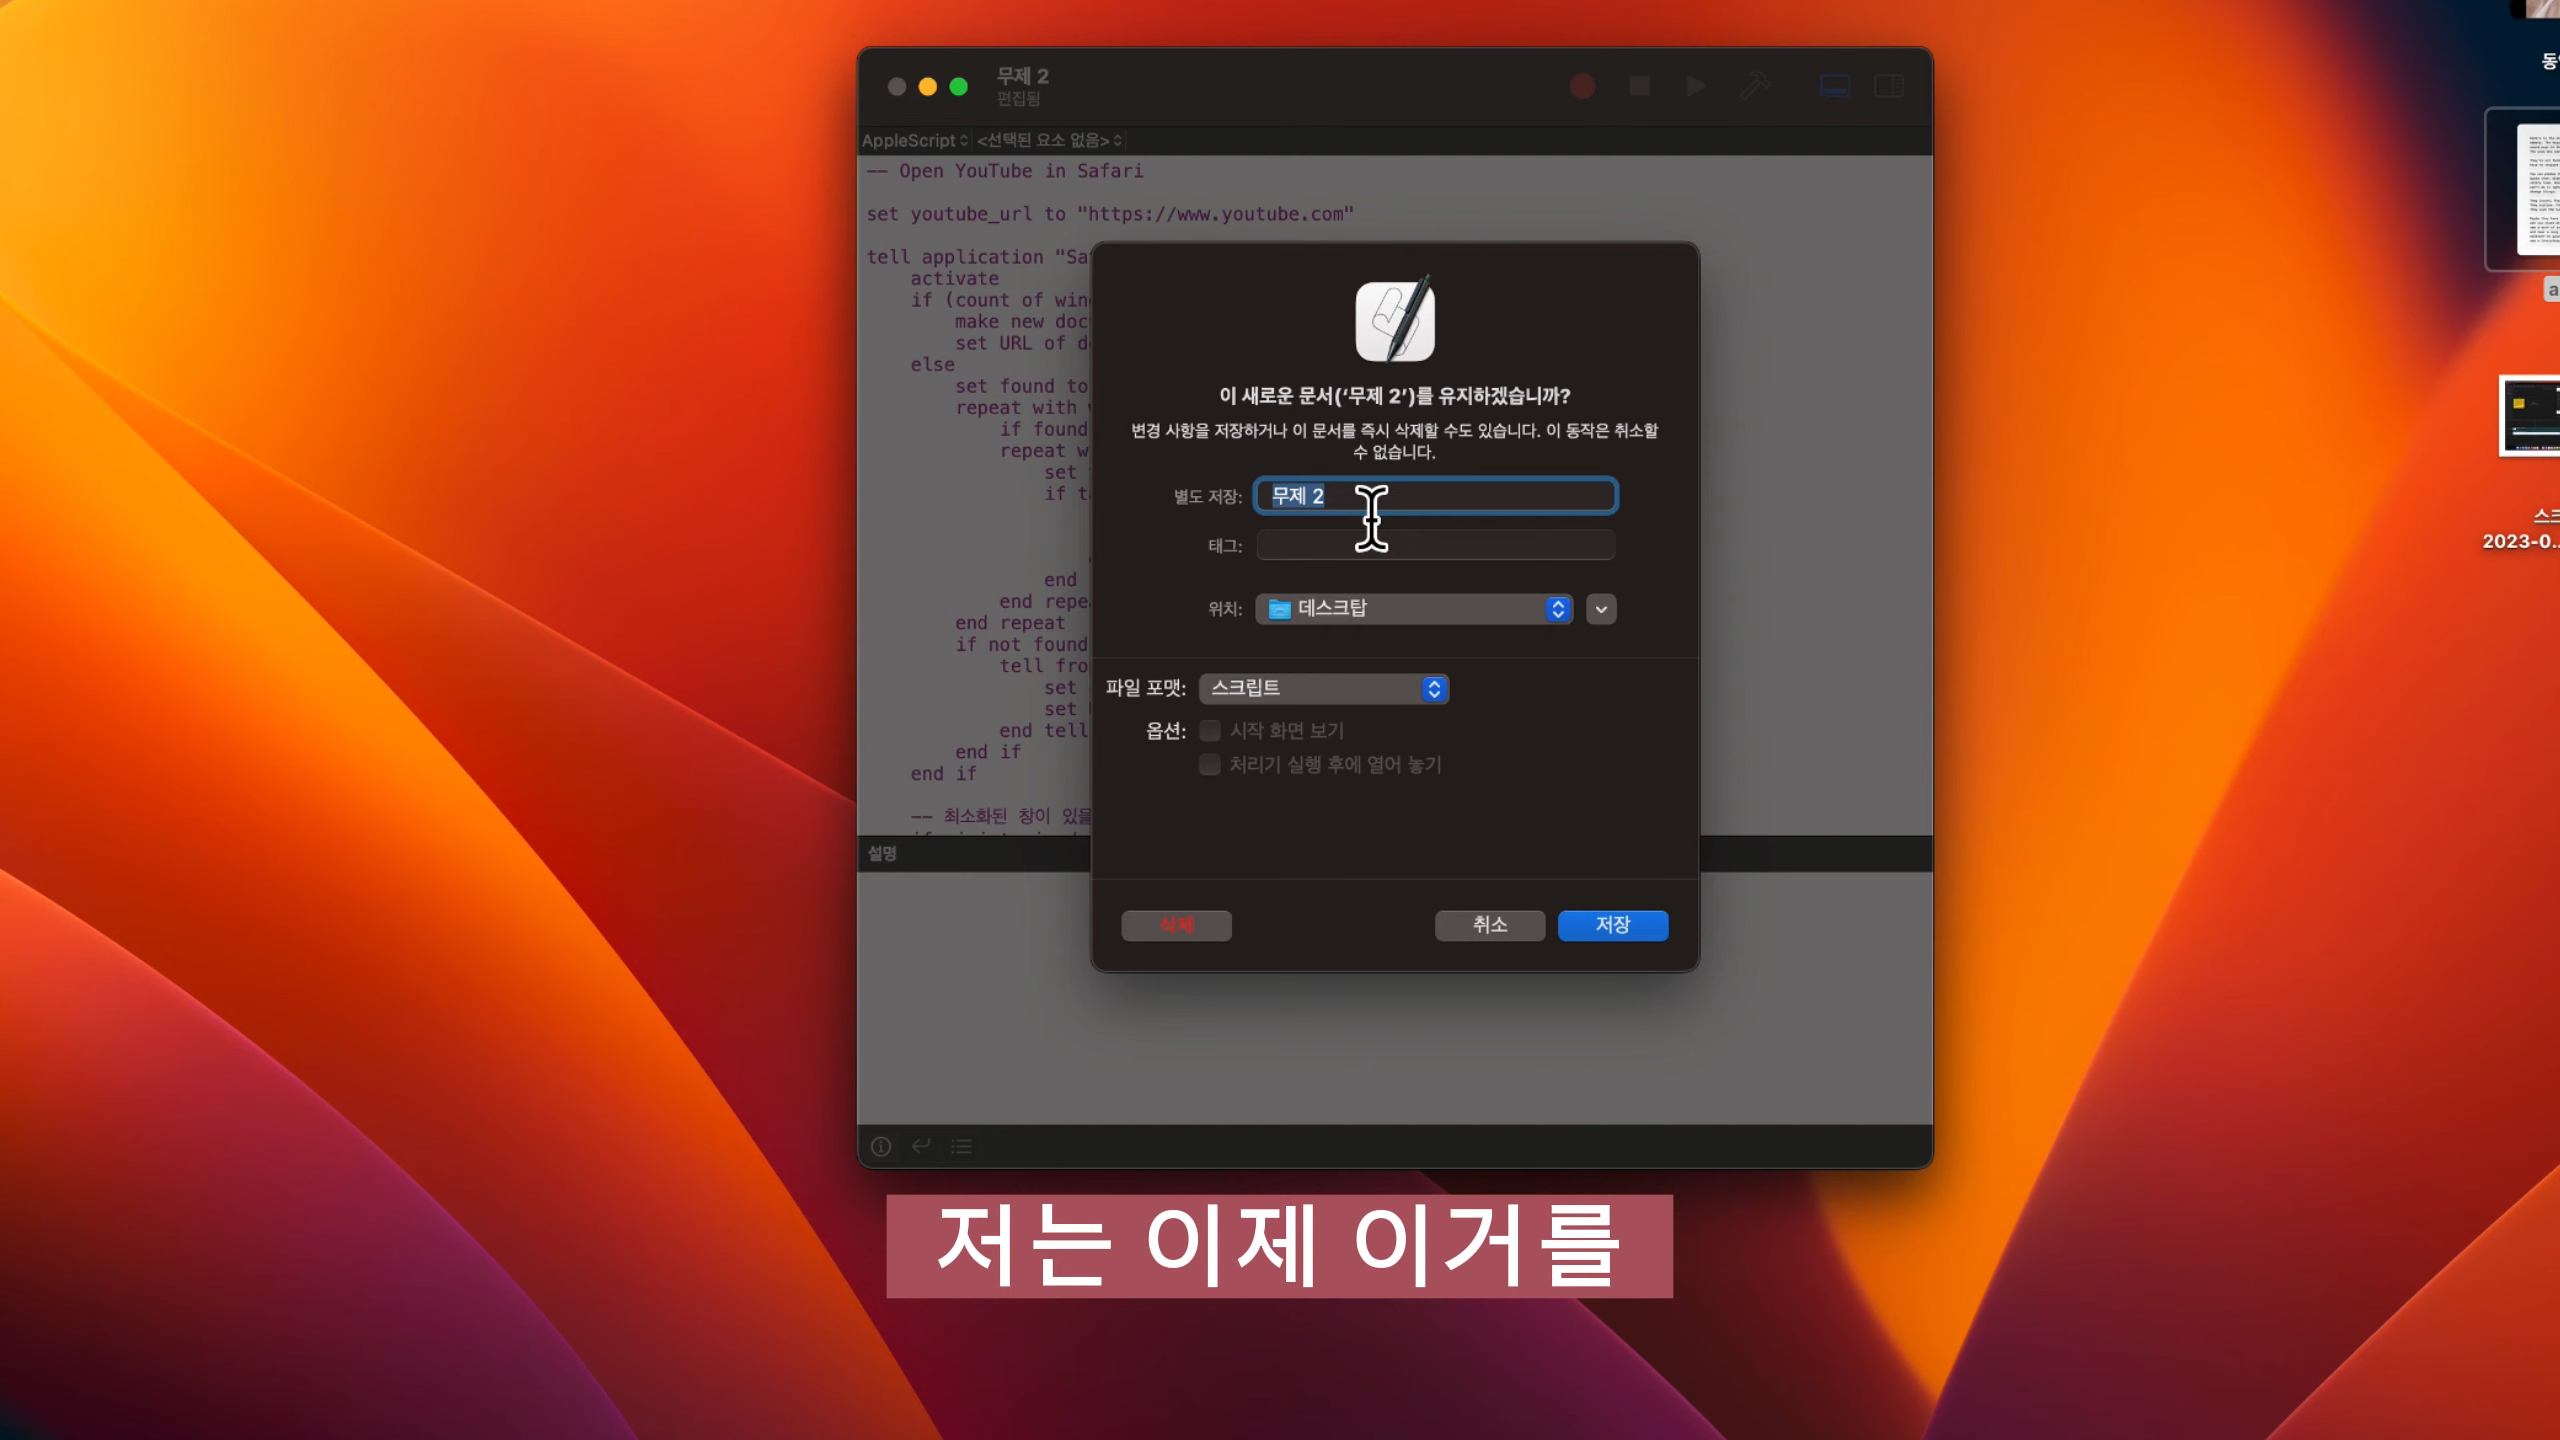 무제 2
편집됨
AppleScript <선택된 요소 없음>
-- Open YouTube in Safari
set youtube_url to "https://www.youtube.com"
tell application "Sa
activate
if (count of win
make new doc
set URL of d
else
set found to
repeat with
if found
repeat w
set
if t
end
end repe
end repeat
if not found
tell fro
set
set
end tell
end if
end if
-- 최소화된 창이 있을
설명
이 새로운 문서(‘무제 2’)를 유지하겠습니까?
변경 사항을 저장하거나 이 문서를 즉시 삭제할 수도 있습니다. 이 동작은 취소할
수 없습니다.
별도 저장: 무제 2
태그:
위치: 데스크탑
파일 포맷: 스크립트
옵션: 시작 화면 보기
처리기 실행 후에 열어 놓기
삭제 취소 저장
동
a
스크
2023-0...
저는 이제 이거를